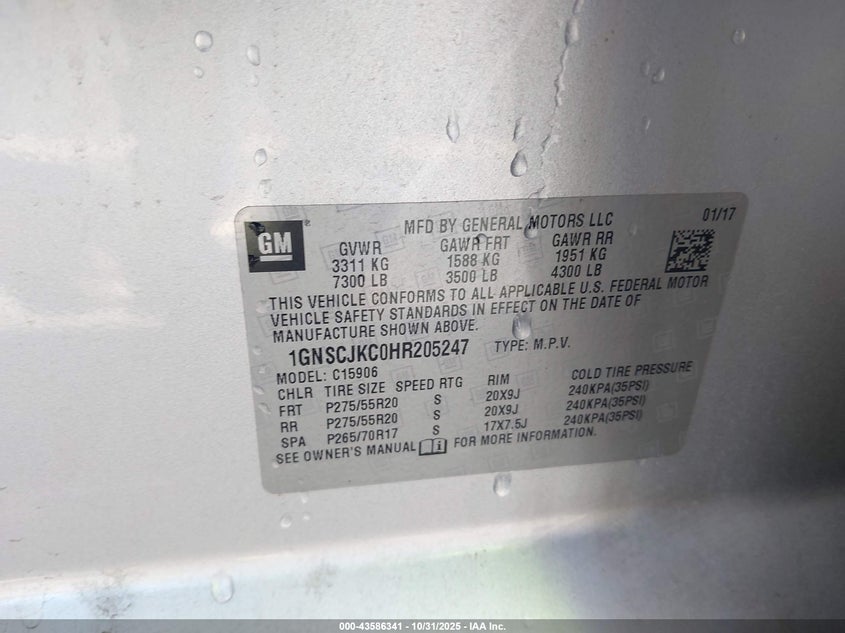 GM
®
MFD BY GENERAL MOTORS LLC
01/17
GVWR GAWR FRT GAWR RR
3311 KG 1588 KG 1951 KG
7300 LB 3500 LB 4300 LB
THIS VEHICLE CONFORMS TO ALL APPLICABLE U.S. FEDERAL MOTOR
VEHICLE SAFETY STANDARDS IN EFFECT ON THE DATE OF
MANUFACTURE SHOWN ABOVE.
1GNSCJKC0HR205247 TYPE: M.P.V.
MODEL: C15906
CHLR TIRE SIZE SPEED RTG RIM COLD TIRE PRESSURE
FRT P275/55R20 S 20X9J 240KPA(35PSI)
RR P275/55R20 S 20X9J 240KPA(35PSI)
SPA P265/70R17 S 17X7.5J 240KPA(35PSI)
SEE OWNER'S MANUAL i FOR MORE INFORMATION.
000-43586341 - 10/31/2025 - IAA Inc.